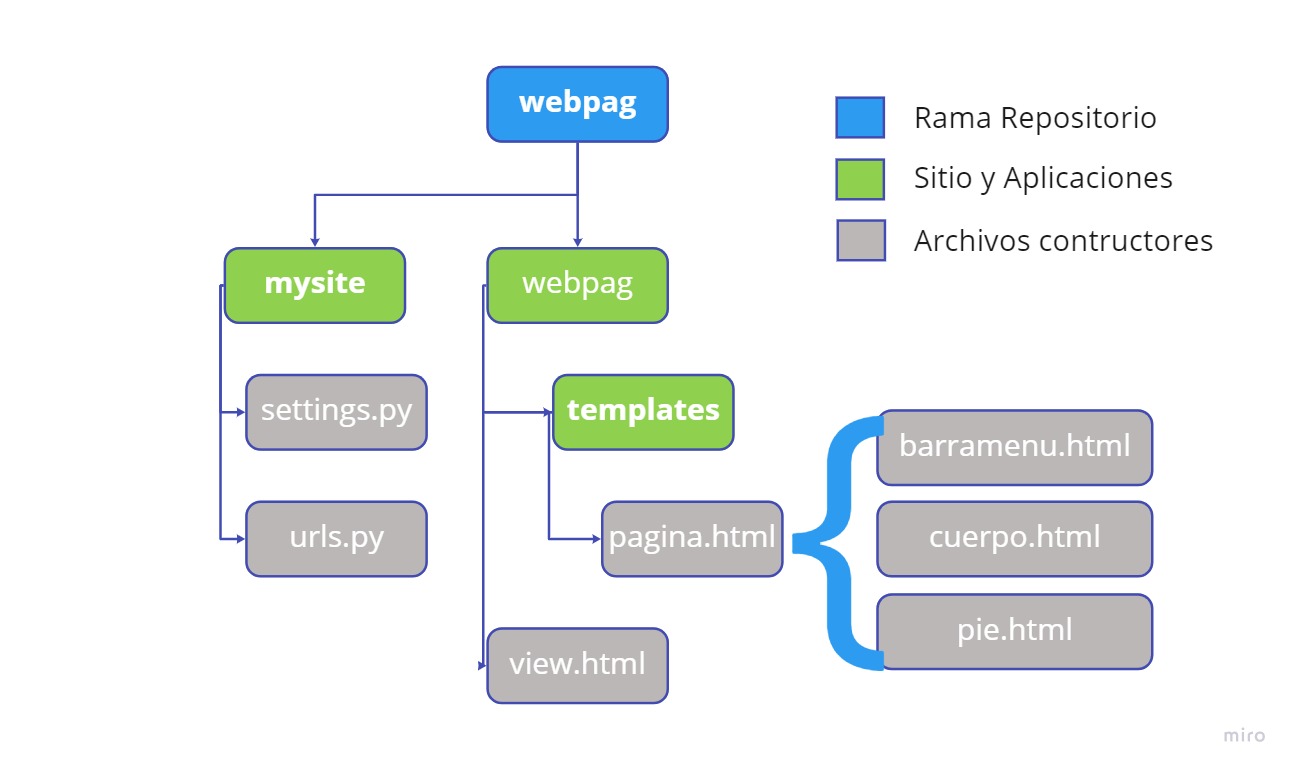 webpag
Rama Repositorio
Sitio y Aplicaciones
Archivos contructores
mysite
webpag
settings.py
templates
urls.py
pagina.html
barramenu.html
cuerpo.html
pie.html
view.html
miro